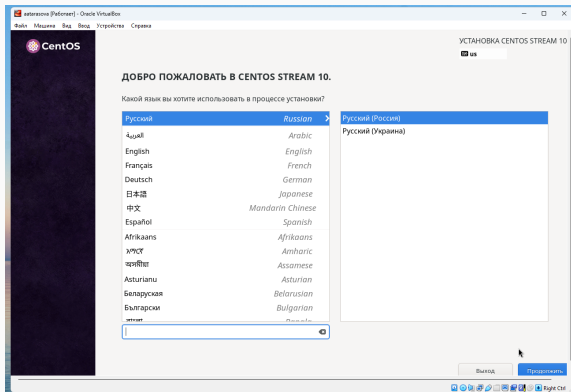 aatarasova [Работает] - Oracle VirtualBox
Файл Машина Вид Ввод Устройства Справка
CentOS
УСТАНОВКА CENTOS STREAM 10
us
ДОБРО ПОЖАЛОВАТЬ В CENTOS STREAM 10.
Какой язык вы хотите использовать в процессе установки?
Русский Russian
Русский (Россия)
Русский (Украина)
العربية Arabic
English English
Français French
Deutsch German
日本語 Japanese
中文 Mandarin Chinese
Español Spanish
Afrikaans Afrikaans
አማርኛ Amharic
অসমীয়া Assamese
Asturianu Asturian
Беларуская Belarusian
Български Bulgarian
Выход
Продолжить
Right Ctrl